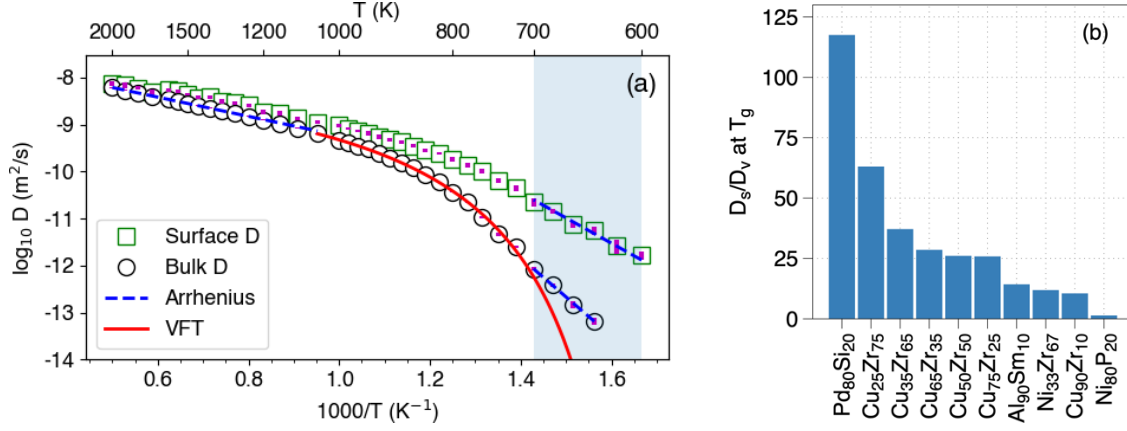 T (K)
2000 1500 1200 1000 800 700 600
(a)
-8
-9
-10
-11
-12
-13
-14
log₁₀ D (m²/s)
Surface D
Bulk D
Arrhenius
VFT
0.6 0.8 1.0 1.2 1.4 1.6
1000/T (K⁻¹)
(b)
125
100
75
50
25
0
Dₛ/Dᵥ at T_g
Pd₈₀Si₂₀
Cu₂₅Zr₇₅
Cu₃₅Zr₆₅
Cu₆₅Zr₃₅
Cu₅₀Zr₅₀
Cu₇₅Zr₂₅
Al₉₀Sm₁₀
Ni₃₃Zr₆₇
Cu₉₀Zr₁₀
Ni₈₀P₂₀